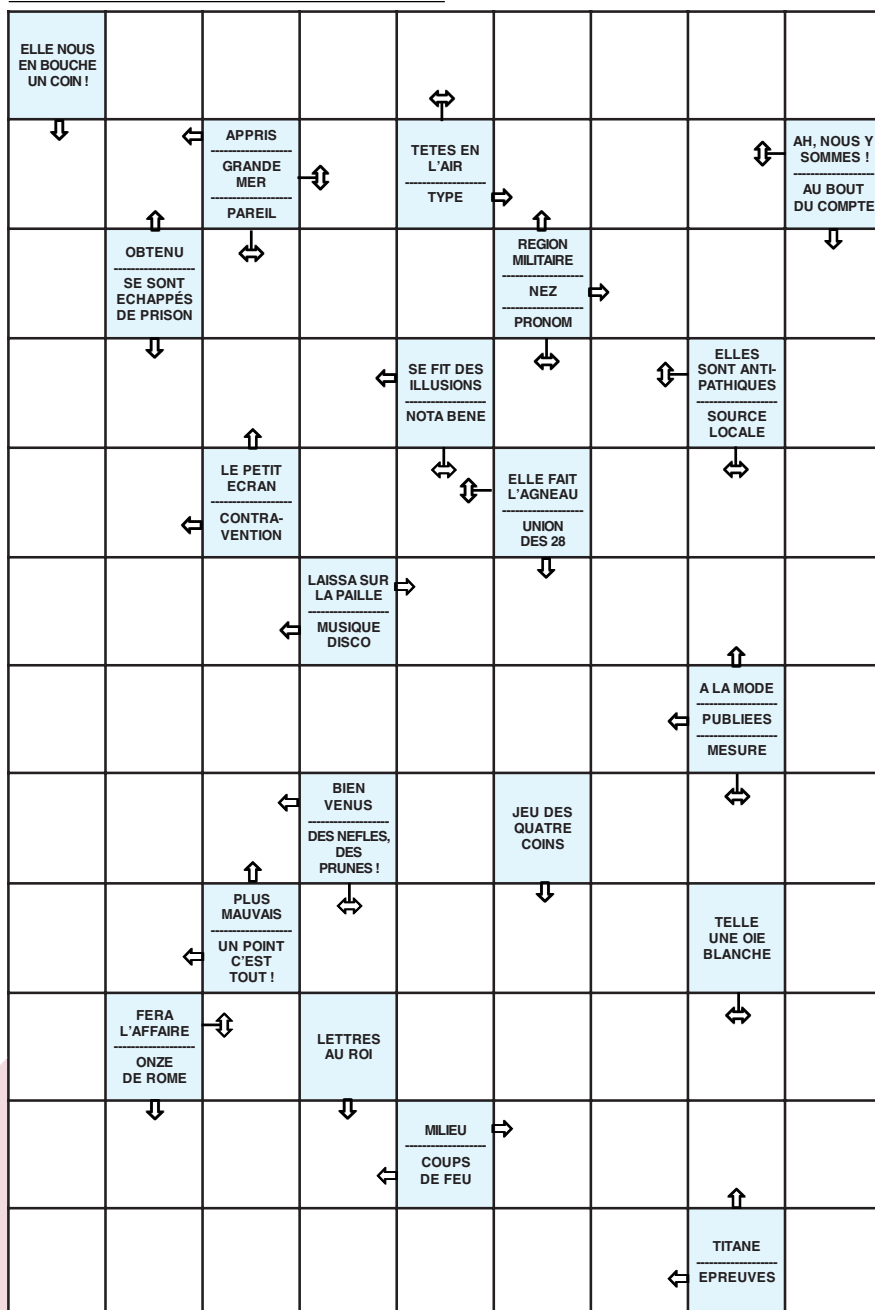 ELLE NOUS
EN BOUCHE
UN COIN !
APPRIS
GRANDE
MER
PAREIL
TETES EN
L'AIR
TYPE
AH, NOUS Y
SOMMES !
AU BOUT
DU COMPTE
OBTENU
SE SONT
ECHAPPÉS
DE PRISON
REGION
MILITAIRE
NEZ
PRONOM
SE FIT DES
ILLUSIONS
NOTA BENE
ELLES
SONT ANTI-
PATHIQUES
SOURCE
LOCALE
LE PETIT
ECRAN
CONTRA-
VENTION
ELLE FAIT
L'AGNEAU
UNION
DES 28
LAISSA SUR
LA PAILLE
MUSIQUE
DISCO
A LA MODE
PUBLIEES
MESURE
BIEN
VENUS
DES NEFLES,
DES
PRUNES !
JEU DES
QUATRE
COINS
PLUS
MAUVAIS
UN POINT
C'EST
TOUT !
TELLE
UNE OIE
BLANCHE
FERA
L'AFFAIRE
ONZE
DE ROME
LETTRES
AU ROI
MILIEU
COUPS
DE FEU
TITANE
EPREUVES